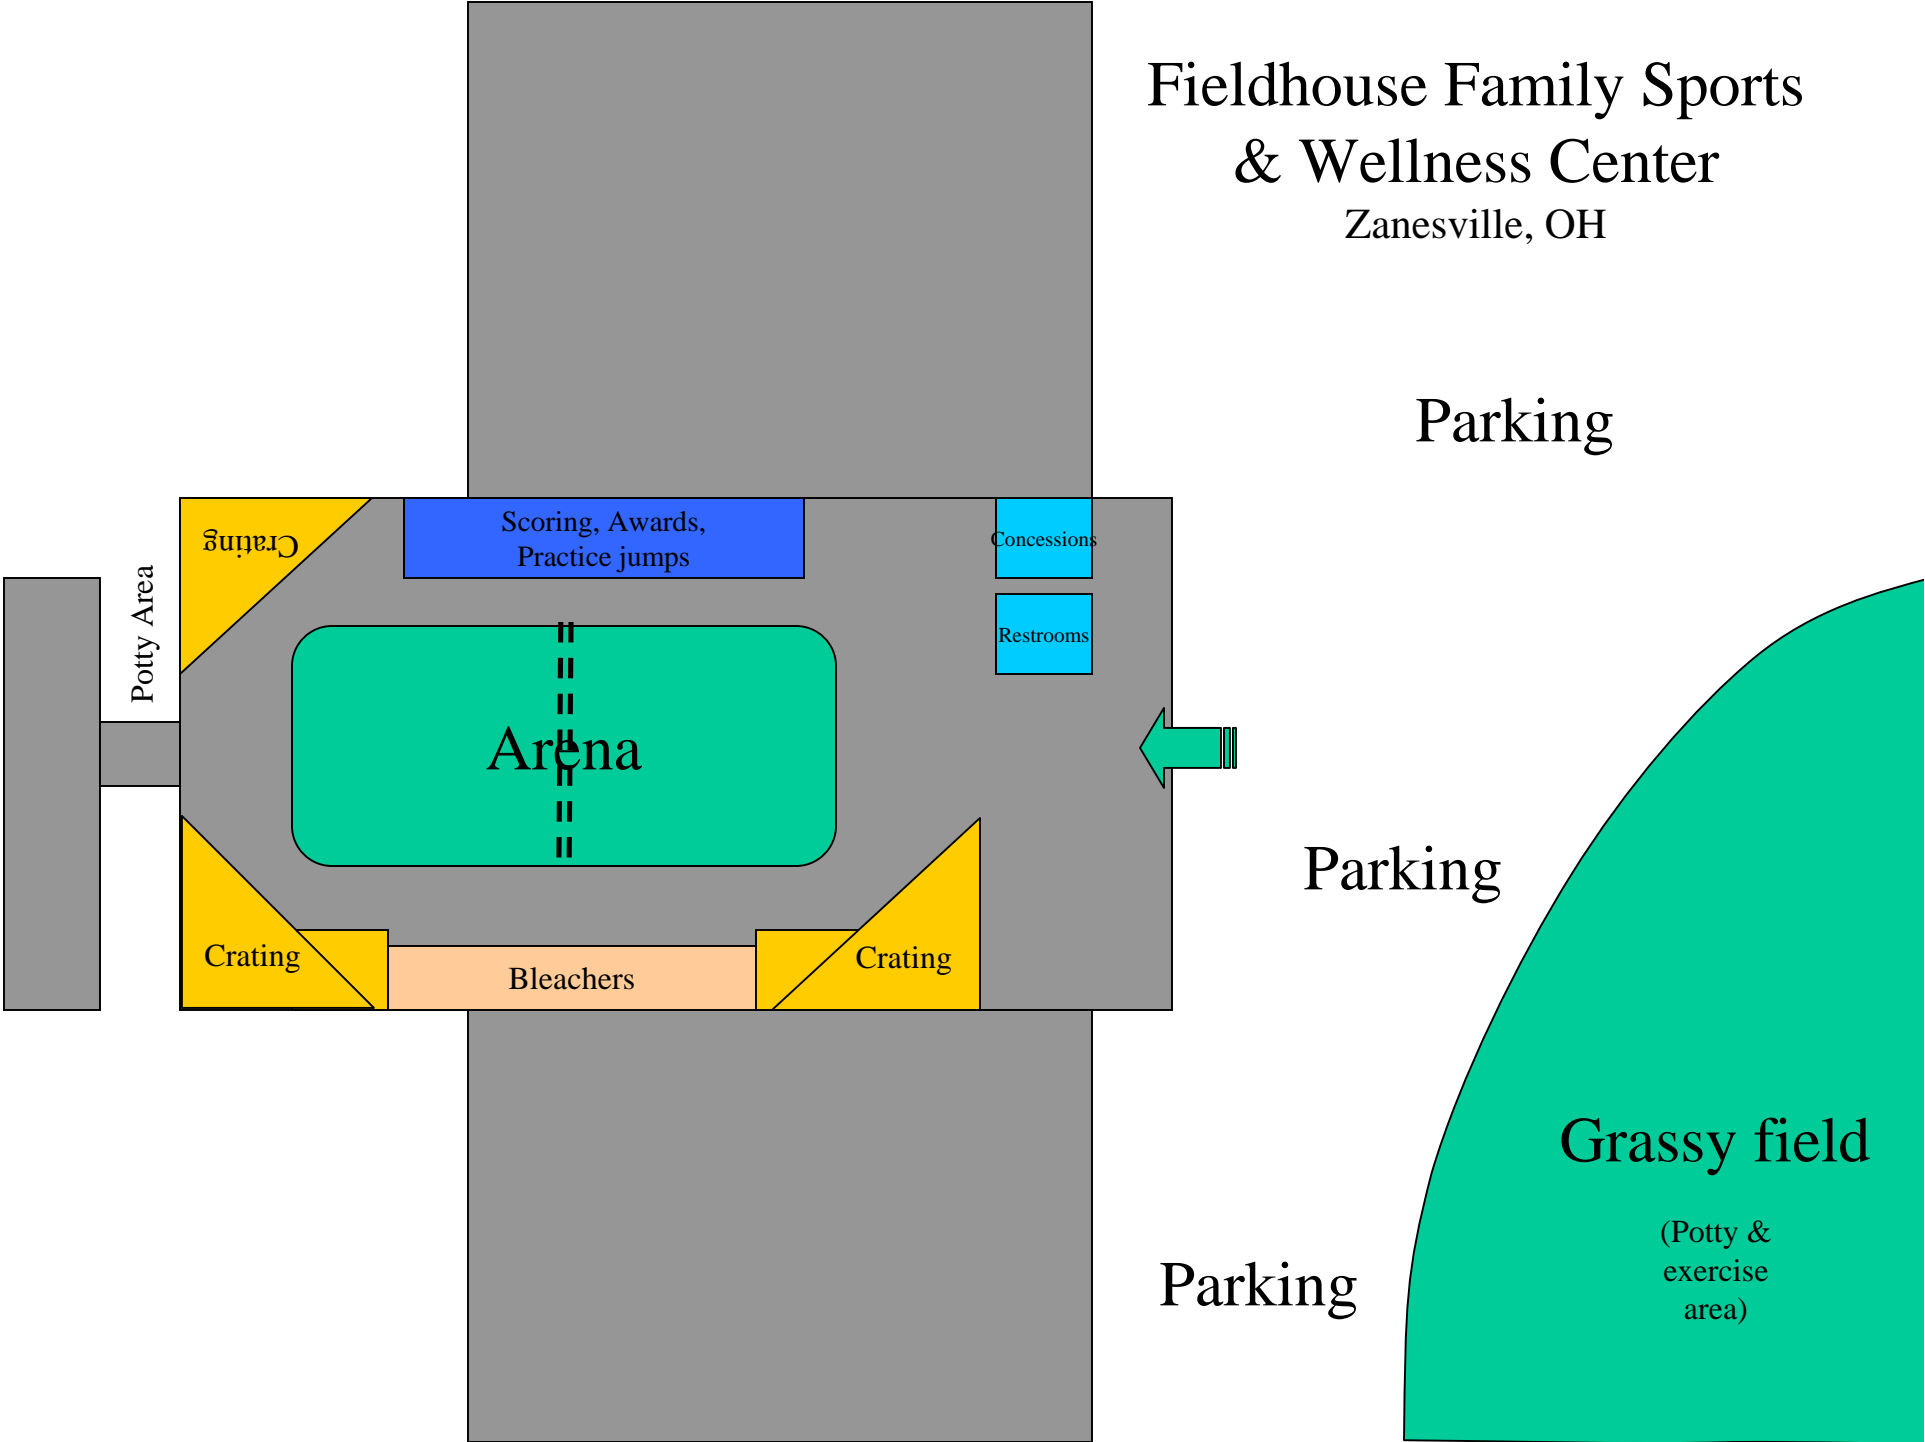 Fieldhouse Family Sports
& Wellness Center
Zanesville, OH
Parking
Crating
Scoring, Awards,
Practice jumps
Concessions
Potty Area
Restrooms
Arena
Parking
Crating
Bleachers
Crating
Grassy field
(Potty &
exercise
area)
Parking